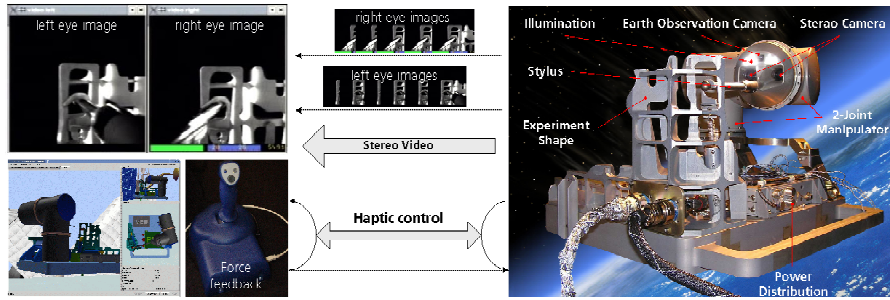 left eye image
right eye image
right eye images
left eye images
Stereo Video
Haptic control
Force
feedback
Illumination
Earth Observation Camera
Sterao Camera
Stylus
Experiment
Shape
2-Joint
Manipulator
Power
Distribution